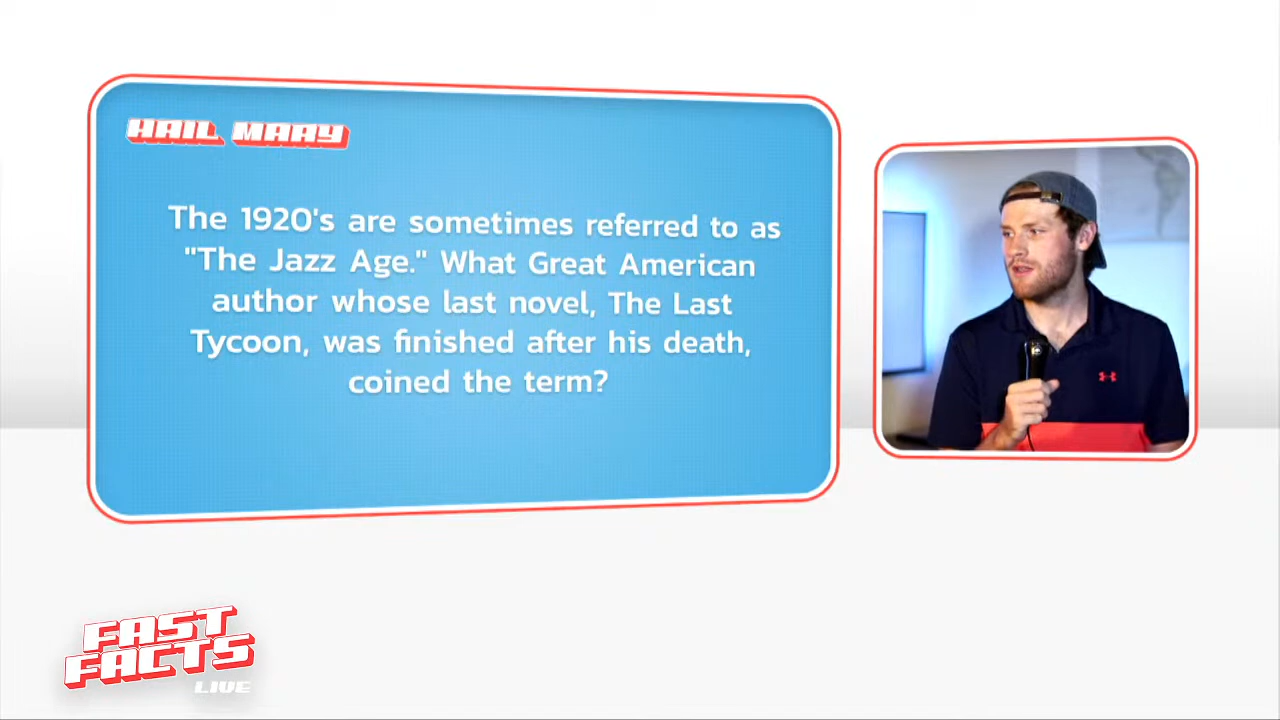 HAIL MARY
The 1920's are sometimes referred to as
"The Jazz Age." What Great American
author whose last novel, The Last
Tycoon, was finished after his death,
coined the term?
FAST
FACTS
LIVE